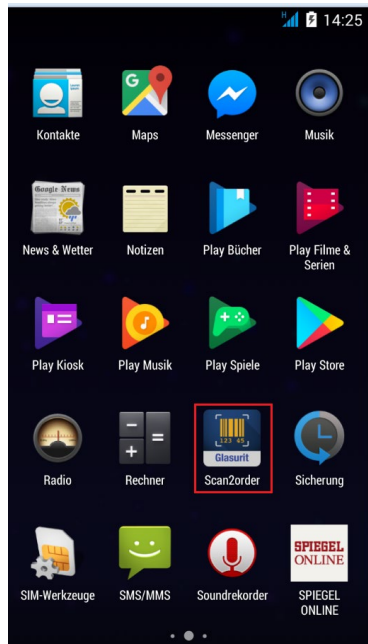 H 14:25
Kontakte Maps Messenger Musik
Google News
News & Wetter Notizen Play Bücher Play Filme &
Serien
Play Kiosk Play Musik Play Spiele Play Store
123 45
Glasurit
Radio Rechner Scan2order Sicherung
SPIEGEL
ONLINE
SIM-Werkzeuge SMS/MMS Soundrekorder SPIEGEL
ONLINE